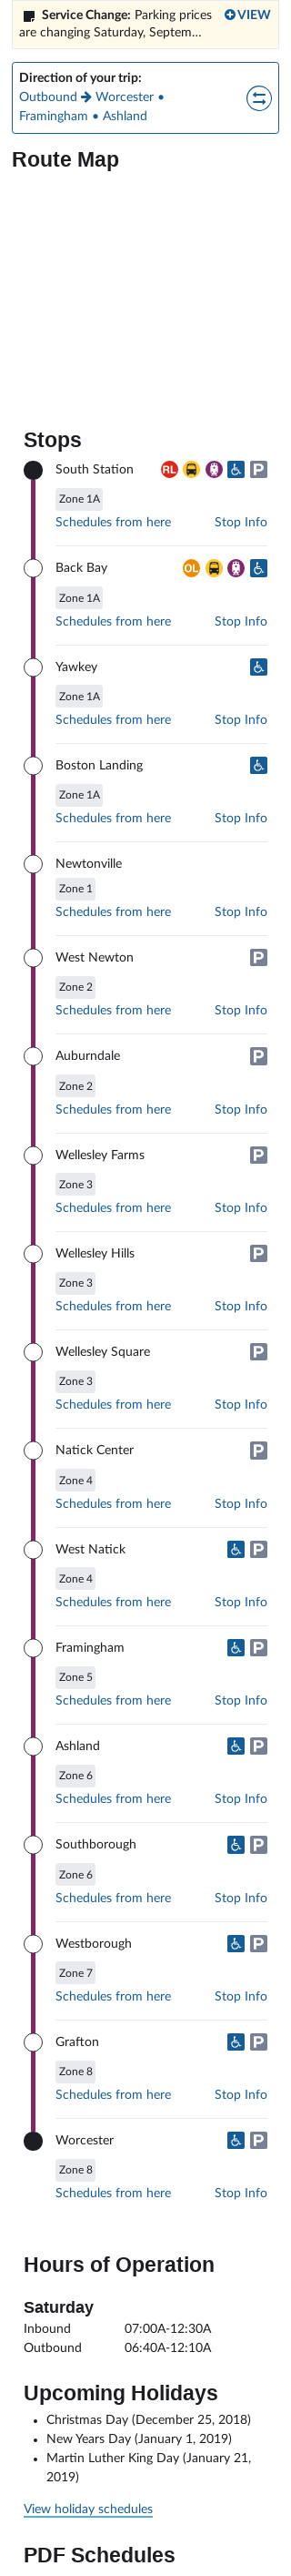 Service Change: Parking prices VIEW
are changing Saturday, Septem...
Direction of your trip:
Outbound Worcester •
Framingham • Ashland
Route Map
Stops
South Station RL P
Zone 1A
Schedules from here Stop Info
Back Bay OL
Zone 1A
Schedules from here Stop Info
Yawkey
Zone 1A
Schedules from here Stop Info
Boston Landing
Zone 1A
Schedules from here Stop Info
Newtonville
Zone 1
Schedules from here Stop Info
West Newton P
Zone 2
Schedules from here Stop Info
Auburndale P
Zone 2
Schedules from here Stop Info
Wellesley Farms P
Zone 3
Schedules from here Stop Info
Wellesley Hills P
Zone 3
Schedules from here Stop Info
Wellesley Square P
Zone 3
Schedules from here Stop Info
Natick Center P
Zone 4
Schedules from here Stop Info
West Natick P
Zone 4
Schedules from here Stop Info
Framingham P
Zone 5
Schedules from here Stop Info
Ashland P
Zone 6
Schedules from here Stop Info
Southborough P
Zone 6
Schedules from here Stop Info
Westborough P
Zone 7
Schedules from here Stop Info
Grafton P
Zone 8
Schedules from here Stop Info
Worcester P
Zone 8
Schedules from here Stop Info
Hours of Operation
Saturday
Inbound 07:00A-12:30A
Outbound 06:40A-12:10A
Upcoming Holidays
• Christmas Day (December 25, 2018)
• New Years Day (January 1, 2019)
• Martin Luther King Day (January 21,
2019)
View holiday schedules
PDF Schedules